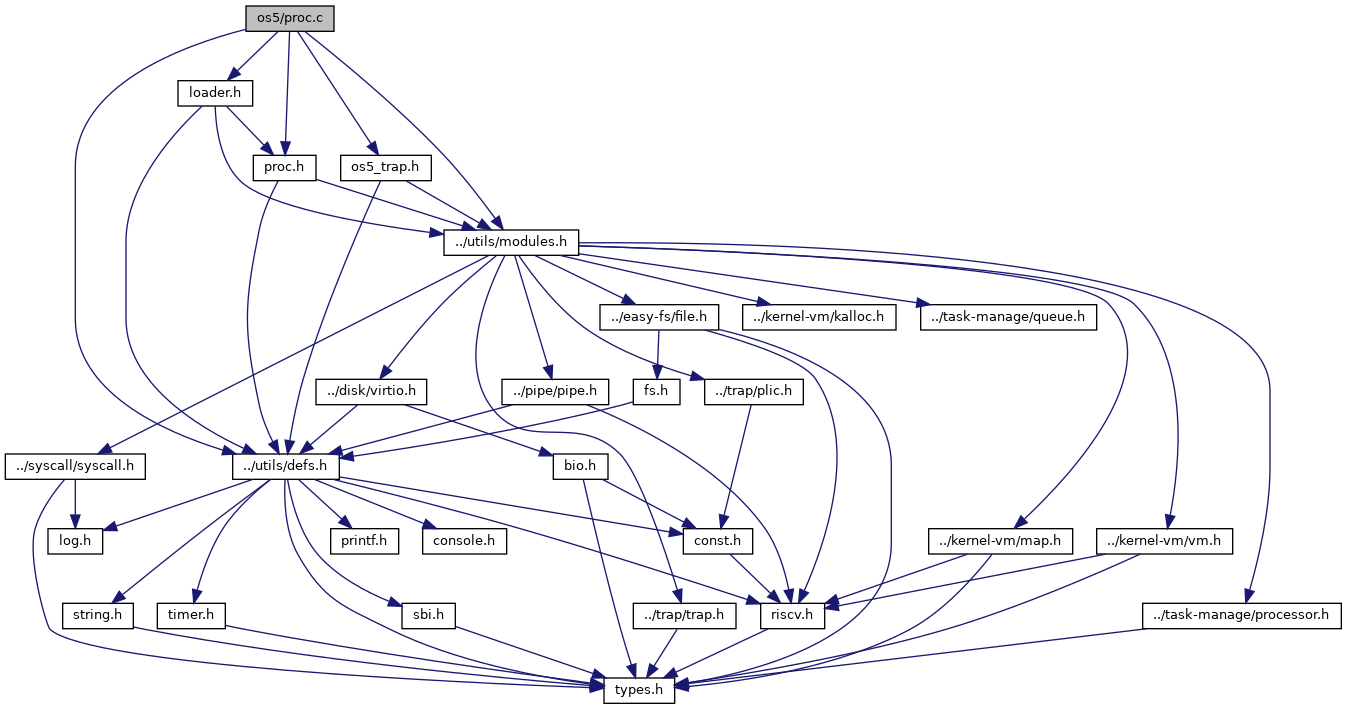 os5/proc.c
loader.h
proc.h
os5_trap.h
../utils/modules.h
../easy-fs/file.h
../kernel-vm/kalloc.h
../task-manage/queue.h
../disk/virtio.h
../pipe/pipe.h
fs.h
../trap/plic.h
../syscall/syscall.h
../utils/defs.h
bio.h
log.h
printf.h
console.h
const.h
../kernel-vm/map.h
../kernel-vm/vm.h
string.h
timer.h
sbi.h
../trap/trap.h
riscv.h
../task-manage/processor.h
types.h